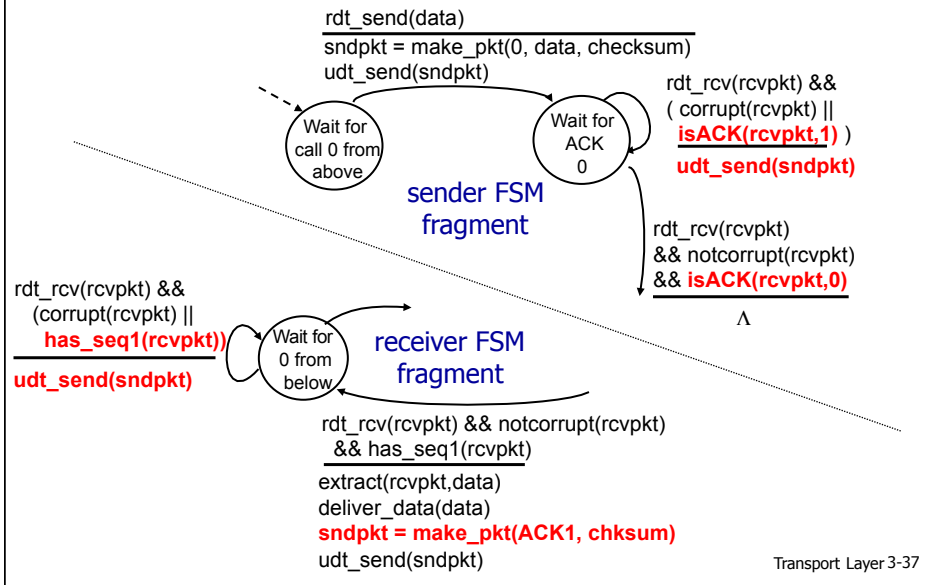 rdt_send(data)
sndpkt = make_pkt(0, data, checksum)
udt_send(sndpkt)
Wait for
call 0 from
above
Wait for
ACK
0
rdt_rcv(rcvpkt) &&
( corrupt(rcvpkt) ||
isACK(rcvpkt,1) )
udt_send(sndpkt)
sender FSM
fragment
rdt_rcv(rcvpkt)
&& notcorrupt(rcvpkt)
&& isACK(rcvpkt,0)
Λ
rdt_rcv(rcvpkt) &&
(corrupt(rcvpkt) ||
has_seq1(rcvpkt))
udt_send(sndpkt)
Wait for
0 from
below
receiver FSM
fragment
rdt_rcv(rcvpkt) && notcorrupt(rcvpkt)
&& has_seq1(rcvpkt)
extract(rcvpkt,data)
deliver_data(data)
sndpkt = make_pkt(ACK1, chksum)
udt_send(sndpkt)
Transport Layer 3-37